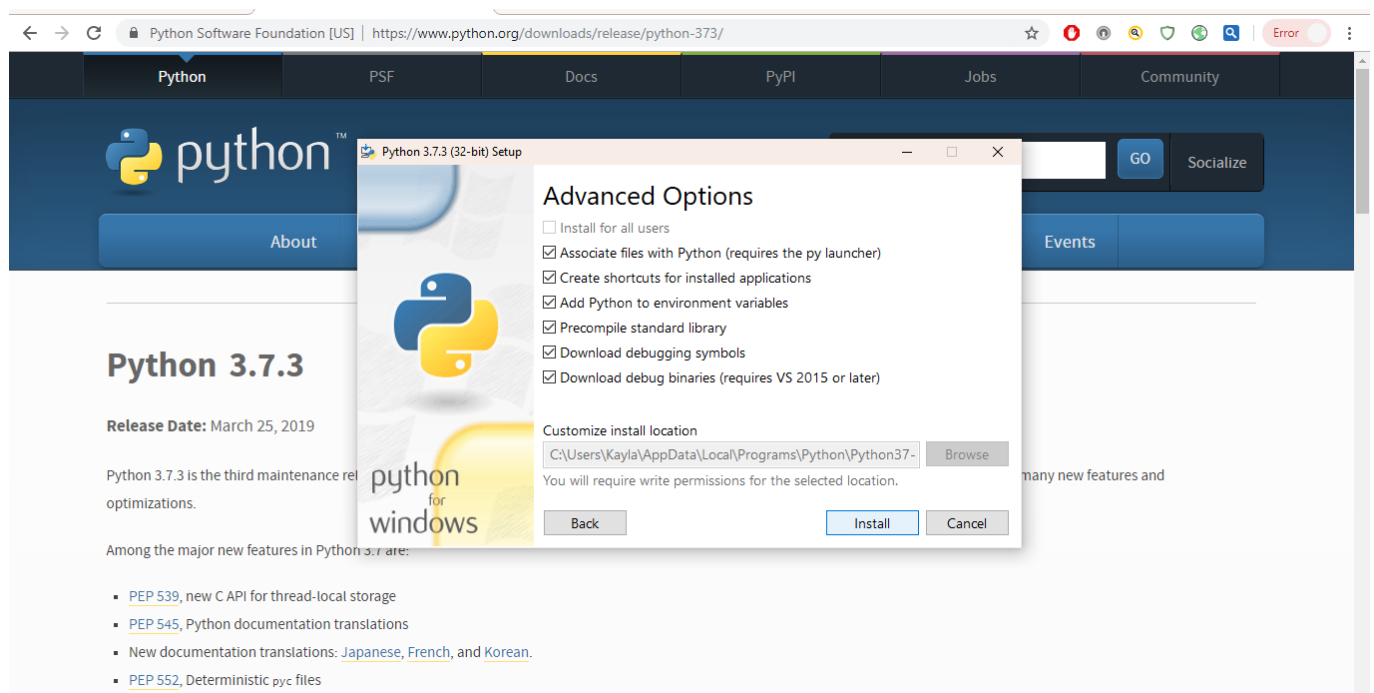 Python Software Foundation [US] | https://www.python.org/downloads/release/python-373/
Error
Python PSF Docs PyPI Jobs Community
python™
GO Socialize
About Events
Python 3.7.3 (32-bit) Setup
Advanced Options
Install for all users
Associate files with Python (requires the py launcher)
Create shortcuts for installed applications
Add Python to environment variables
Precompile standard library
Download debugging symbols
Download debug binaries (requires VS 2015 or later)
Customize install location
C:\Users\Kayla\AppData\Local\Programs\Python\Python37- Browse
You will require write permissions for the selected location.
Back Install Cancel
python
for
windows
Python 3.7.3
Release Date: March 25, 2019
Python 3.7.3 is the third maintenance many new features and
optimizations.
Among the major new features in Python 3.7 are:
PEP 539, new C API for thread-local storage
PEP 545, Python documentation translations
New documentation translations: Japanese, French, and Korean.
PEP 552, Deterministic pyc files